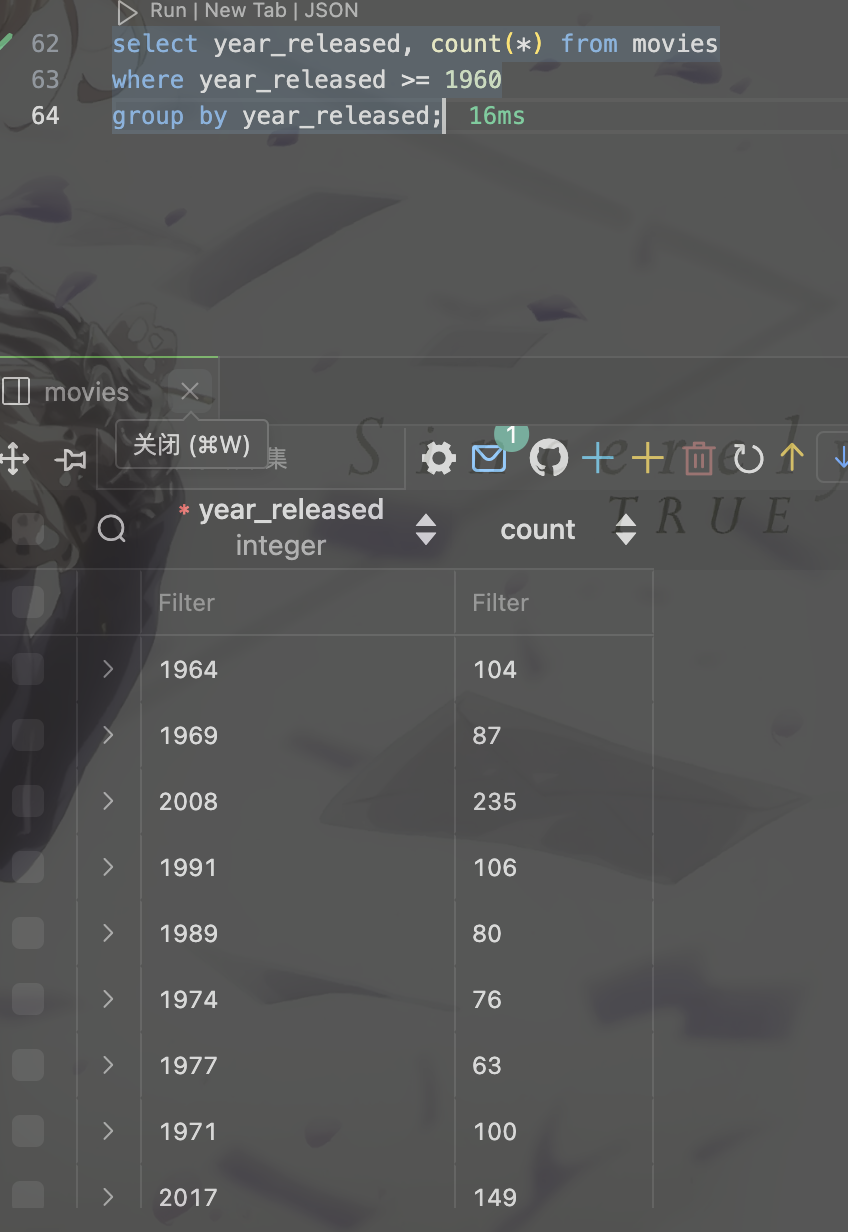 Run | New Tab | JSON
62 select year_released, count(*) from movies
63 where year_released >= 1960
64 group by year_released; 16ms
movies
关闭 (⌘W)
集
1
Sincerely
TRUE
* year_released
integer
count
Filter Filter
1964 104
1969 87
2008 235
1991 106
1989 80
1974 76
1977 63
1971 100
2017 149